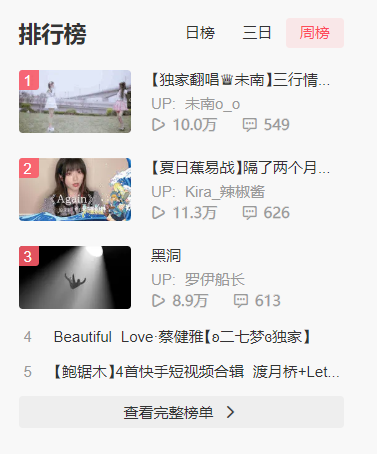 排行榜 日榜 三日 周榜
1 【独家翻唱♛未南】三行情...
UP: 未南o_o
10.0万 549
2 【夏日蕉易战】隔了两个月...
《Again》
UP: Kira_辣椒酱
11.3万 626
3 黑洞
UP: 罗伊船长
8.9万 613
4 Beautiful Love·蔡健雅【ʚ二七梦ɞ独家】
5 【鲍锯木】4首快手短视频合辑 渡月桥+Let...
查看完整榜单 >